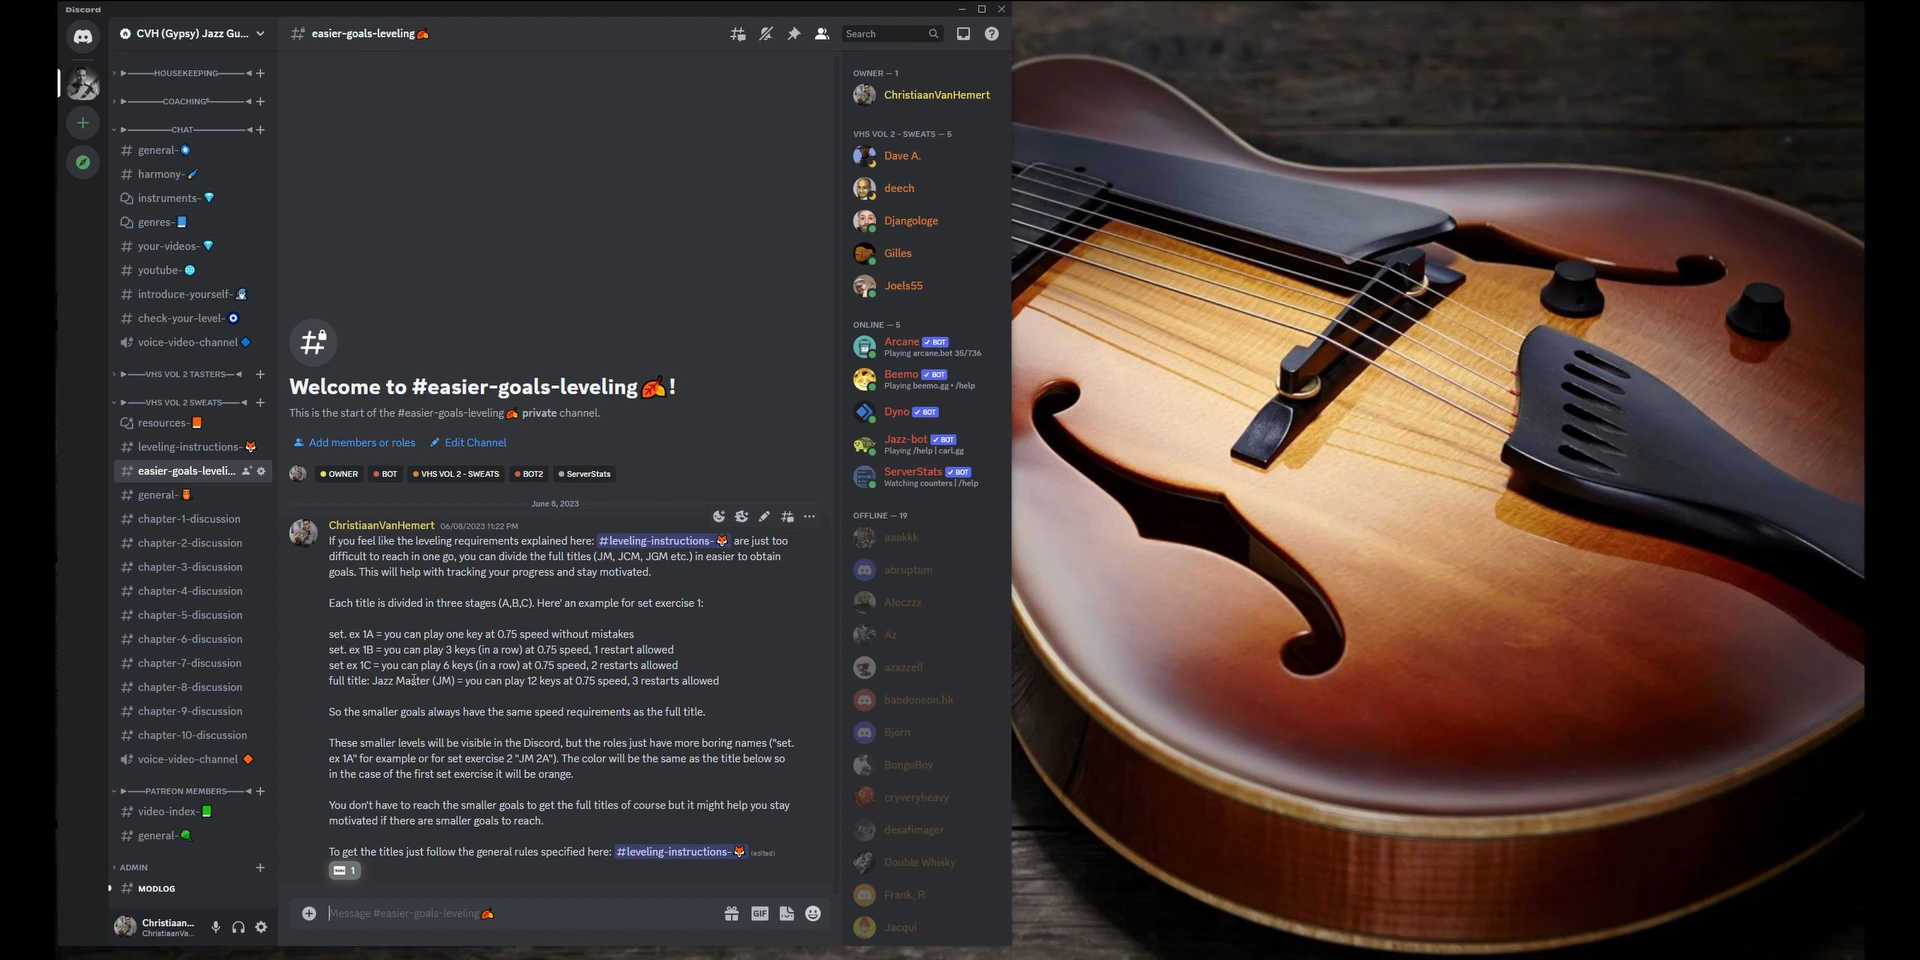 Discord
CVH (Gypsy) Jazz Gu...
HOUSEKEEPING
COACHING
CHAT
general-
harmony-
instruments-
genres-
your-videos-
youtube-
introduce-yourself-
check-your-level-
voice-video-channel
VHS VOL 2 TASTERS
VHS VOL 2 SWEATS
resources-
leveling-instructions-
easier-goals-leveli...
general-
chapter-1-discussion
chapter-2-discussion
chapter-3-discussion
chapter-4-discussion
chapter-5-discussion
chapter-6-discussion
chapter-7-discussion
chapter-8-discussion
chapter-9-discussion
chapter-10-discussion
voice-video-channel
PATREON MEMBERS
video-index-
general-
ADMIN
MODLOG
Christiaan...
ChristiaanVa...
easier-goals-leveling
Search
Welcome to #easier-goals-leveling!
This is the start of the #easier-goals-leveling private channel.
Add members or roles Edit Channel
OWNER BOT VHS VOL 2 - SWEATS BOT2 ServerStats
June 8, 2023
ChristiaanVanHemert 06/08/2023 11:22 PM
If you feel like the leveling requirements explained here: #leveling-instructions- are just too
difficult to reach in one go, you can divide the full titles (JM, JCM, JGM etc.) in easier to obtain
goals. This will help with tracking your progress and stay motivated.
Each title is divided in three stages (A,B,C). Here' an example for set exercise 1:
set. ex 1A = you can play one key at 0.75 speed without mistakes
set. ex 1B = you can play 3 keys (in a row) at 0.75 speed, 1 restart allowed
set ex 1C = you can play 6 keys (in a row) at 0.75 speed, 2 restarts allowed
full title: Jazz Master (JM) = you can play 12 keys at 0.75 speed, 3 restarts allowed
So the smaller goals always have the same speed requirements as the full title.
These smaller levels will be visible in the Discord, but the roles just have more boring names ("set.
ex 1A" for example or for set exercise 2 "JM 2A"). The color will be the same as the title below so
in the case of the first set exercise it will be orange.
You don't have to reach the smaller goals to get the full titles of course but it might help you stay
motivated if there are smaller goals to reach.
To get the titles just follow the general rules specified here: #leveling-instructions- (edited)
1
Message #easier-goals-leveling
GIF
OWNER — 1
ChristiaanVanHemert
VHS VOL 2 - SWEATS — 5
Dave A.
deech
Djangologe
Gilles
Joels55
ONLINE — 5
Arcane BOT
Playing arcane.bot 35/736
Beemo BOT
Playing beemo.gg • /help
Dyno BOT
Jazz-bot BOT
Playing /help | carl.gg
ServerStats BOT
Watching counters | /help
OFFLINE — 19
aaakkk
abruptum
Aleczzz
Az
azazzell
bandoneon.hk
Bjorn
BongoBoy
cryveryheavy
desafimager
Double Whisky
Frank_R
Jacqui